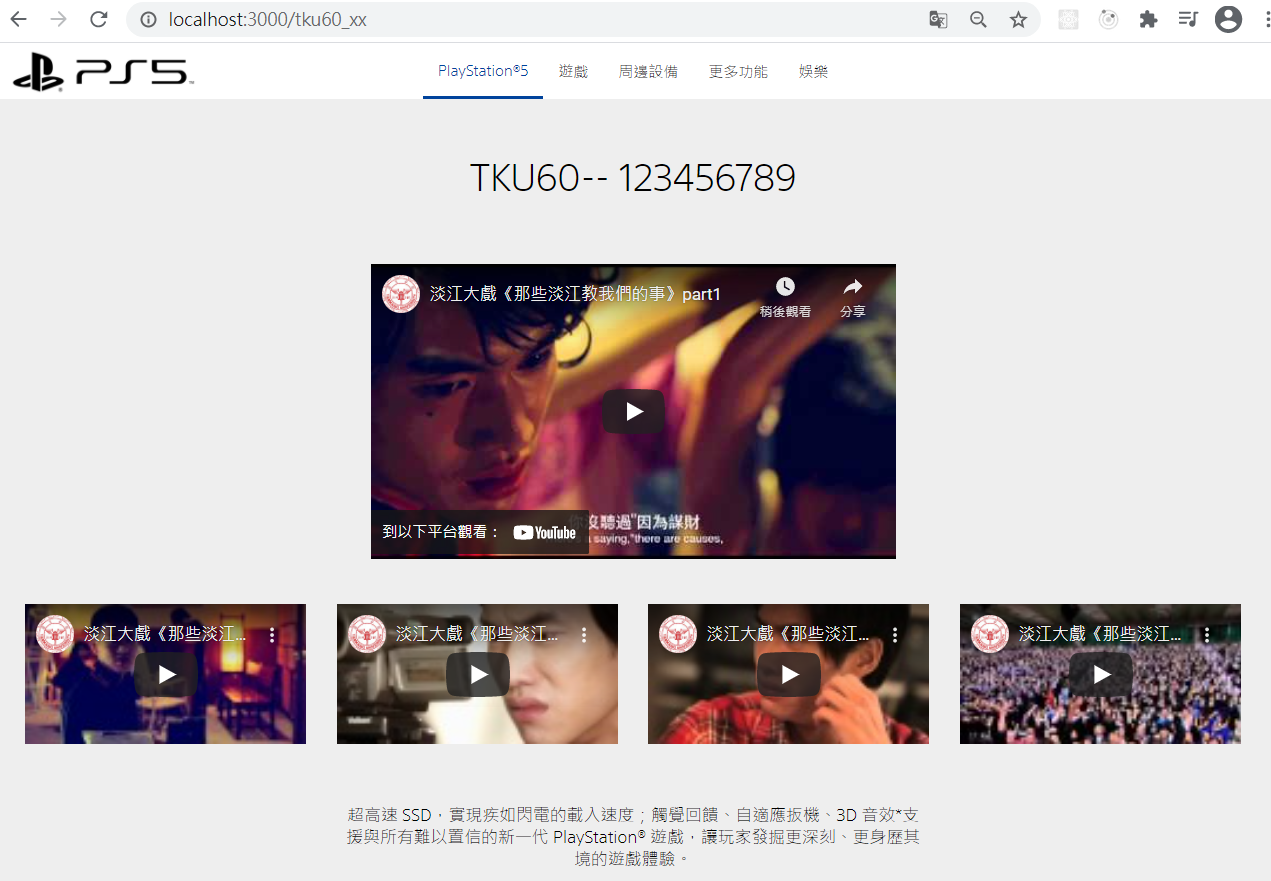 localhost:3000/tku60_xx
PS5
PlayStation®5 遊戲 周邊設備 更多功能 娛樂
TKU60-- 123456789
淡江大戲《那些淡江教我們的事》part1
稍後觀看 分享
沒聽過"因為謀財
a saying,"there are causes,
到以下平台觀看： YouTube
淡江大戲《那些淡江... 淡江大戲《那些淡江... 淡江大戲《那些淡江... 淡江大戲《那些淡江...
超高速 SSD，實現疾如閃電的載入速度；觸覺回饋、自適應扳機、3D 音效*支
援與所有難以置信的新一代 PlayStation® 遊戲，讓玩家發掘更深刻、更身歷其
境的遊戲體驗。